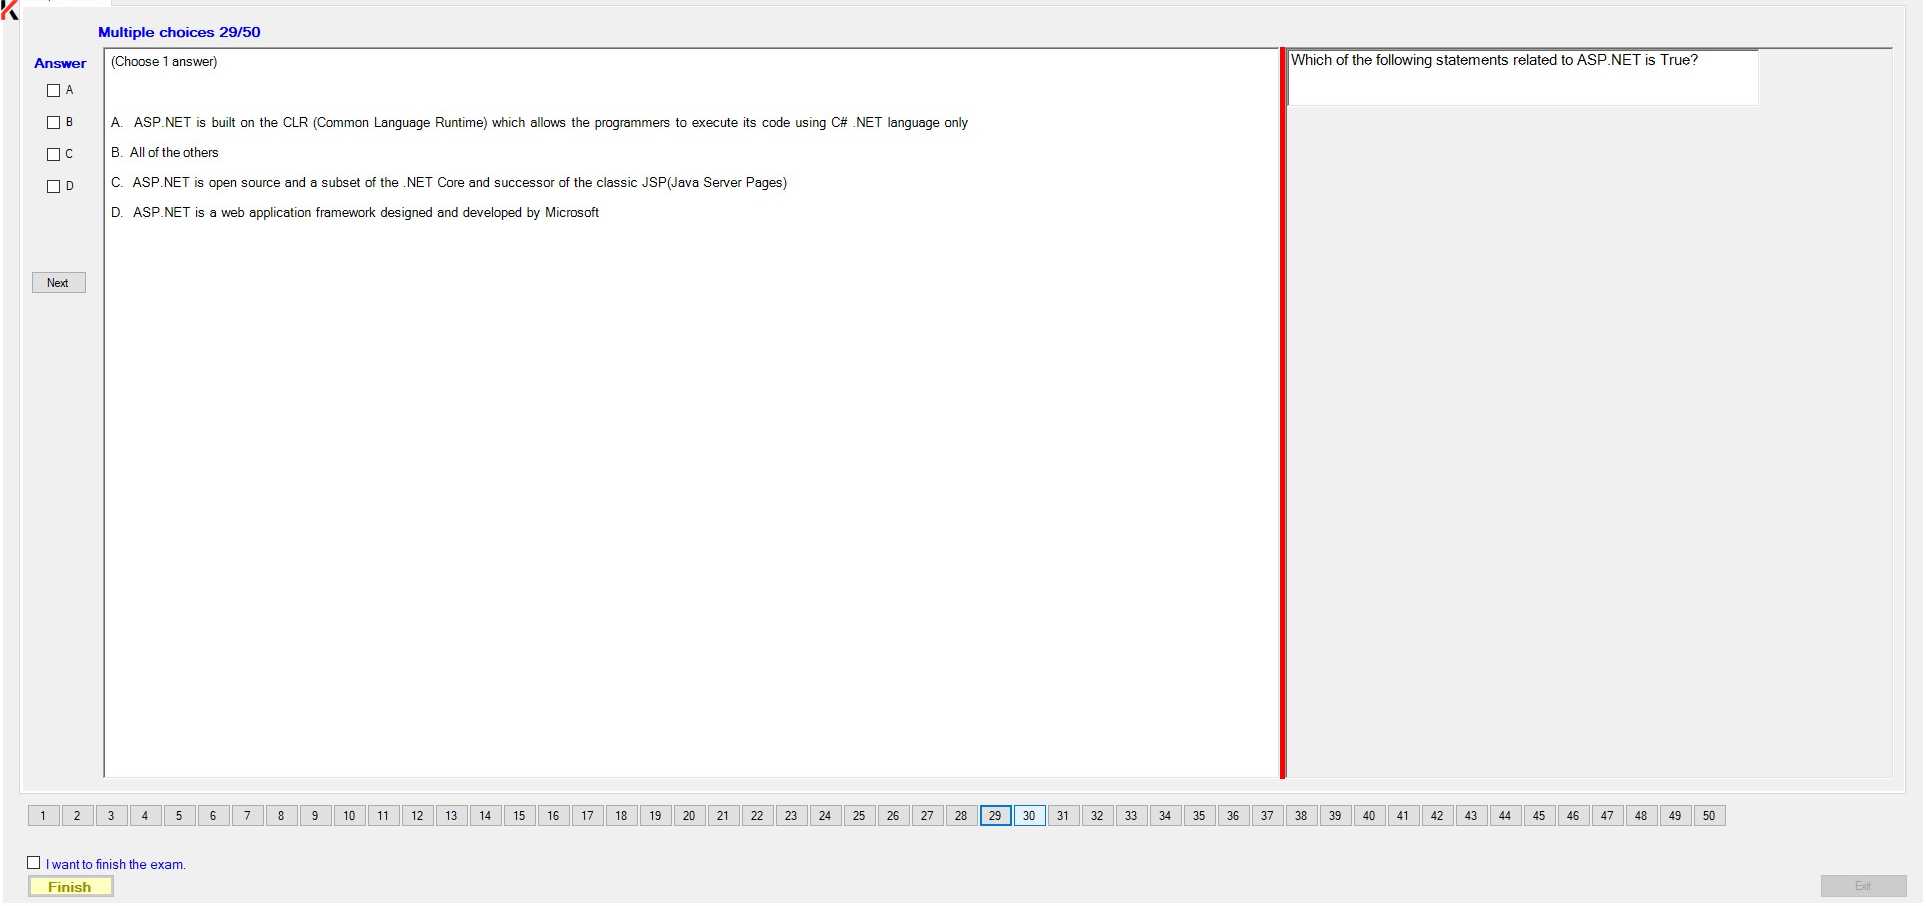 Multiple choices 29/50
Answer
A
B
C
D
Next
(Choose 1 answer)
A. ASP.NET is built on the CLR (Common Language Runtime) which allows the programmers to execute its code using C# .NET language only
B. All of the others
C. ASP.NET is open source and a subset of the .NET Core and successor of the classic JSP(Java Server Pages)
D. ASP.NET is a web application framework designed and developed by Microsoft
Which of the following statements related to ASP.NET is True?
1 2 3 4 5 6 7 8 9 10 11 12 13 14 15 16 17 18 19 20 21 22 23 24 25 26 27 28 29 30 31 32 33 34 35 36 37 38 39 40 41 42 43 44 45 46 47 48 49 50
I want to finish the exam.
Finish
Exit